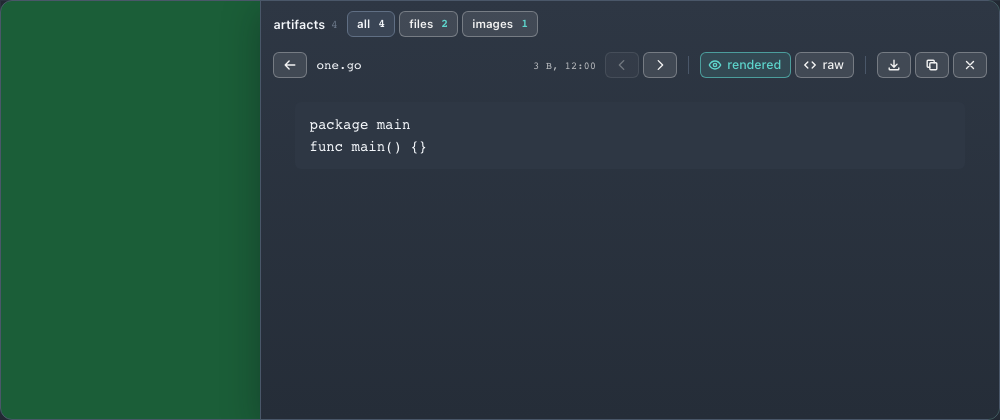 artifacts 4 all 4 files 2 images 1
one.go 3 B, 12:00 rendered raw
package main
func main() {}